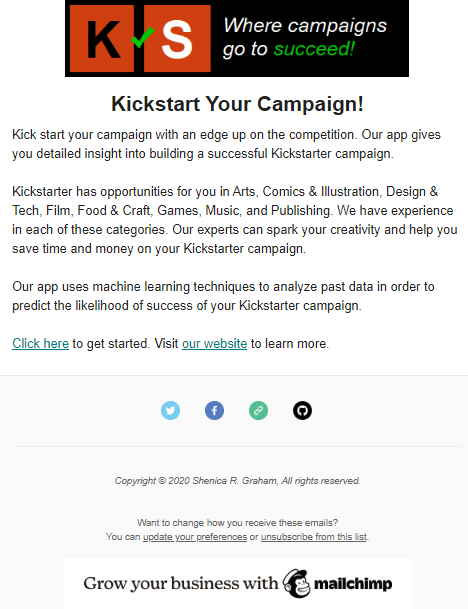 K S
Where campaigns
go to succeed!
Kickstart Your Campaign!
Kick start your campaign with an edge up on the competition. Our app gives
you detailed insight into building a successful Kickstarter campaign.
Kickstarter has opportunities for you in Arts, Comics & Illustration, Design &
Tech, Film, Food & Craft, Games, Music, and Publishing. We have experience
in each of these categories. Our experts can spark your creativity and help you
save time and money on your Kickstarter campaign.
Our app uses machine learning techniques to analyze past data in order to
predict the likelihood of success of your Kickstarter campaign.
Click here to get started. Visit our website to learn more.
Copyright © 2020 Shenica R. Graham, All rights reserved.
Want to change how you receive these emails?
You can update your preferences or unsubscribe from this list.
Grow your business with mailchimp